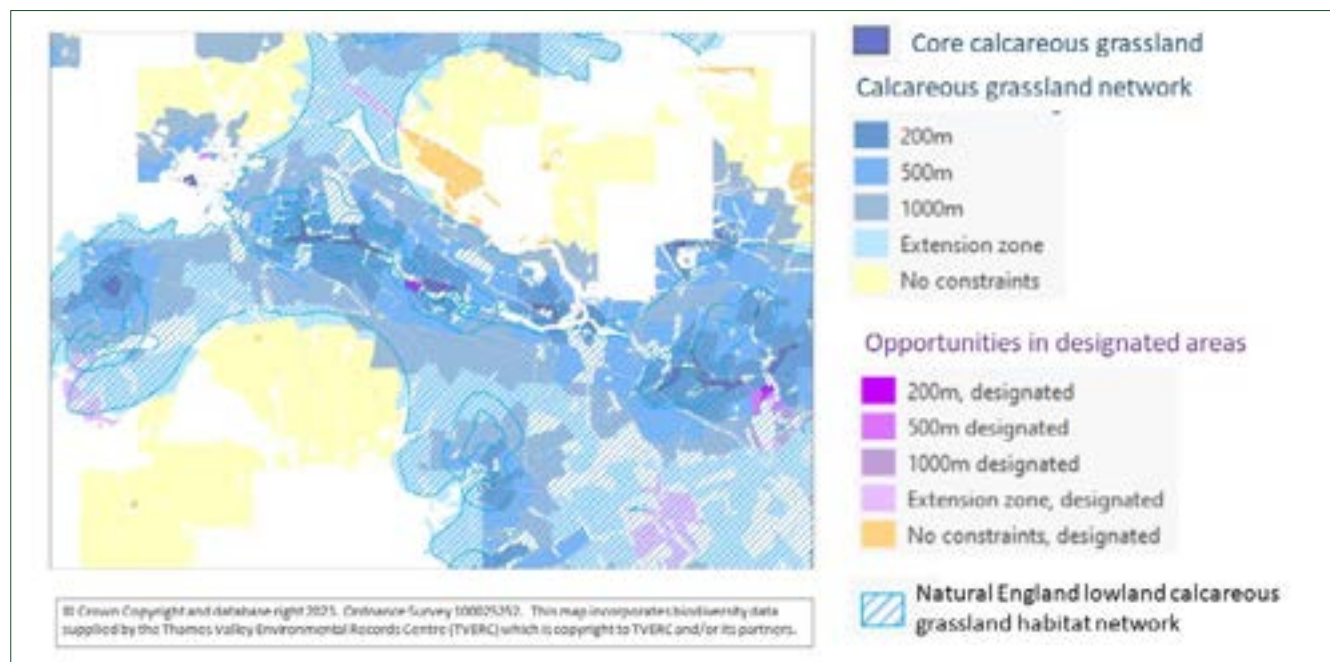 Core calcareous grassland
Calcareous grassland network
200m
500m
1000m
Extension zone
No constraints
Opportunities in designated areas
200m, designated
500m designated
1000m designated
Extension zone, designated
No constraints, designated
Natural England lowland calcareous
grassland habitat network
© Crown Copyright and database right 2023. Ordnance Survey 100025252. This map incorporates biodiversity data
supplied by the Thames Valley Environmental Records Centre (TVERC) which is copyright to TVERC and/or its partners.